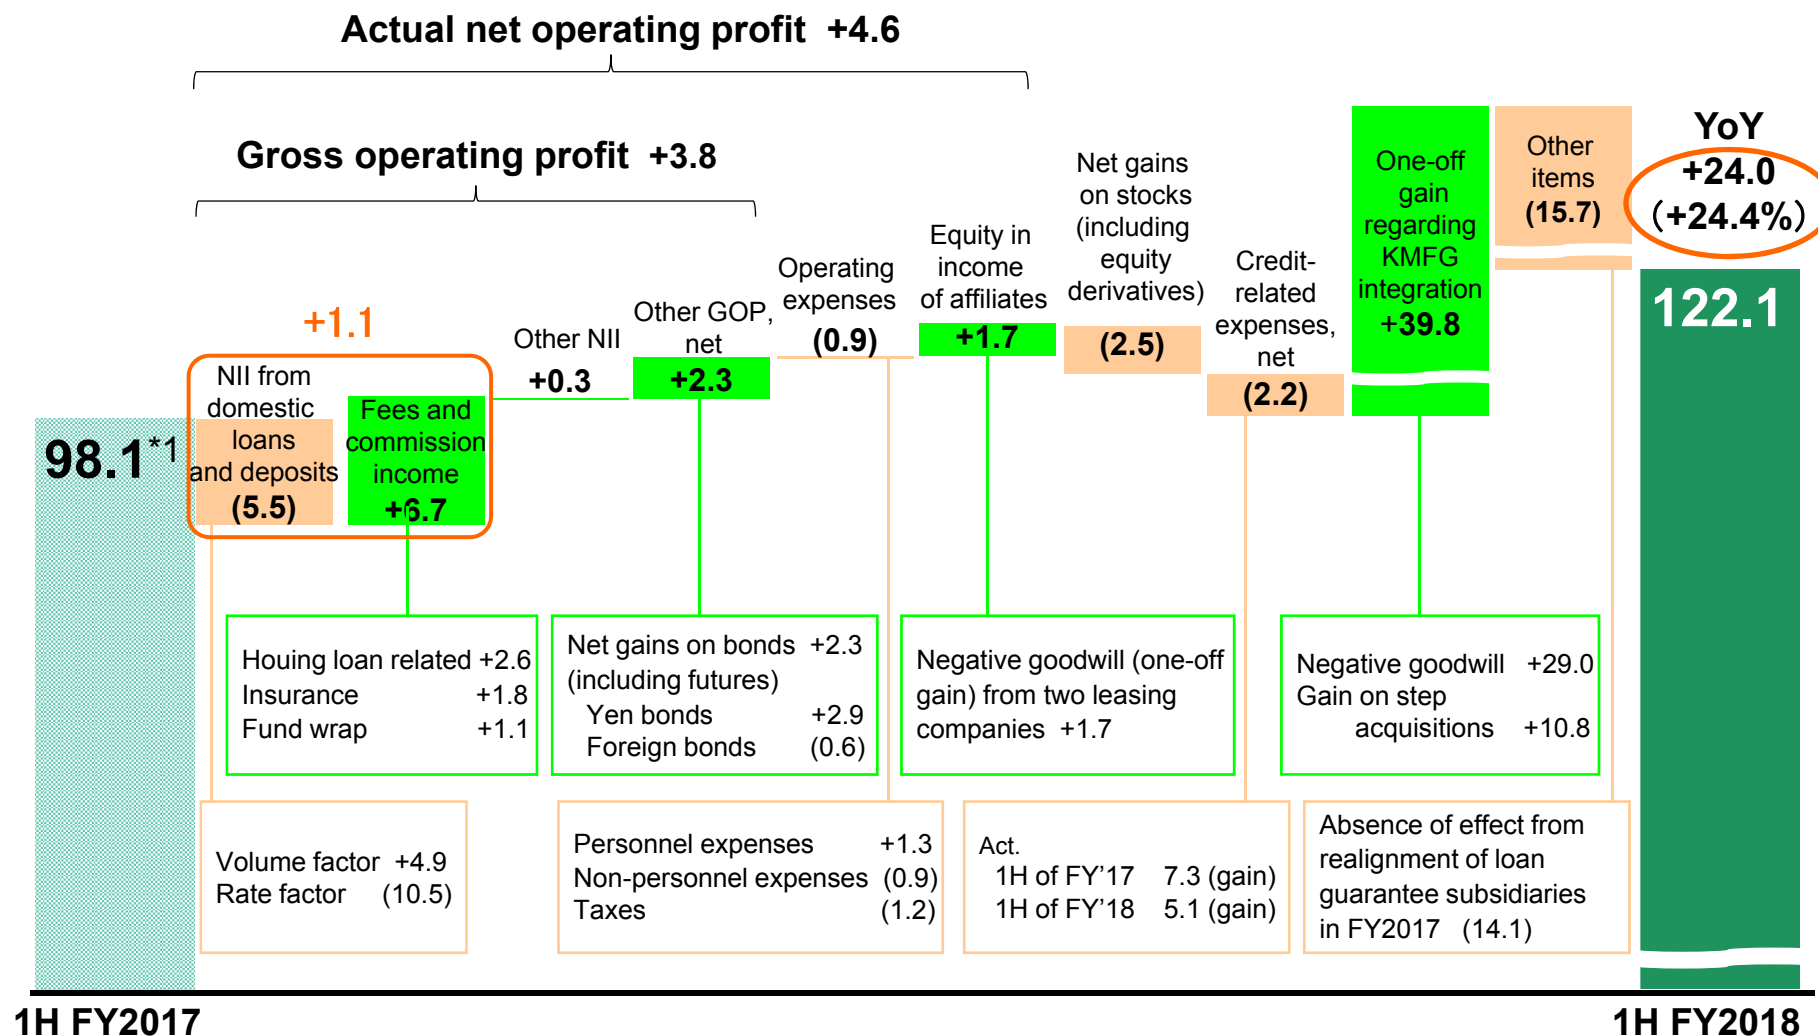 Actual net operating profit +4.6
Gross operating profit +3.8
+1.1
98.1*1
NII from
domestic
loans
and deposits
(5.5)
Fees and
commission
income
+6.7
Other NII
+0.3
Other GOP,
net
+2.3
Operating
expenses
(0.9)
Equity in
income
of affiliates
+1.7
Net gains
on stocks
(including
equity
derivatives)
(2.5)
Credit-
related
expenses,
net
(2.2)
One-off
gain
regarding
KMFG
integration
+39.8
Other
items
(15.7)
YoY
+24.0
(+24.4%)
122.1
Houing loan related +2.6
Insurance +1.8
Fund wrap +1.1
Net gains on bonds +2.3
(including futures)
Yen bonds +2.9
Foreign bonds (0.6)
Negative goodwill (one-off
gain) from two leasing
companies +1.7
Negative goodwill +29.0
Gain on step
acquisitions +10.8
Volume factor +4.9
Rate factor (10.5)
Personnel expenses +1.3
Non-personnel expenses (0.9)
Taxes (1.2)
Act.
1H of FY'17 7.3 (gain)
1H of FY'18 5.1 (gain)
Absence of effect from
realignment of loan
guarantee subsidiaries
in FY2017 (14.1)
1H FY2017
1H FY2018